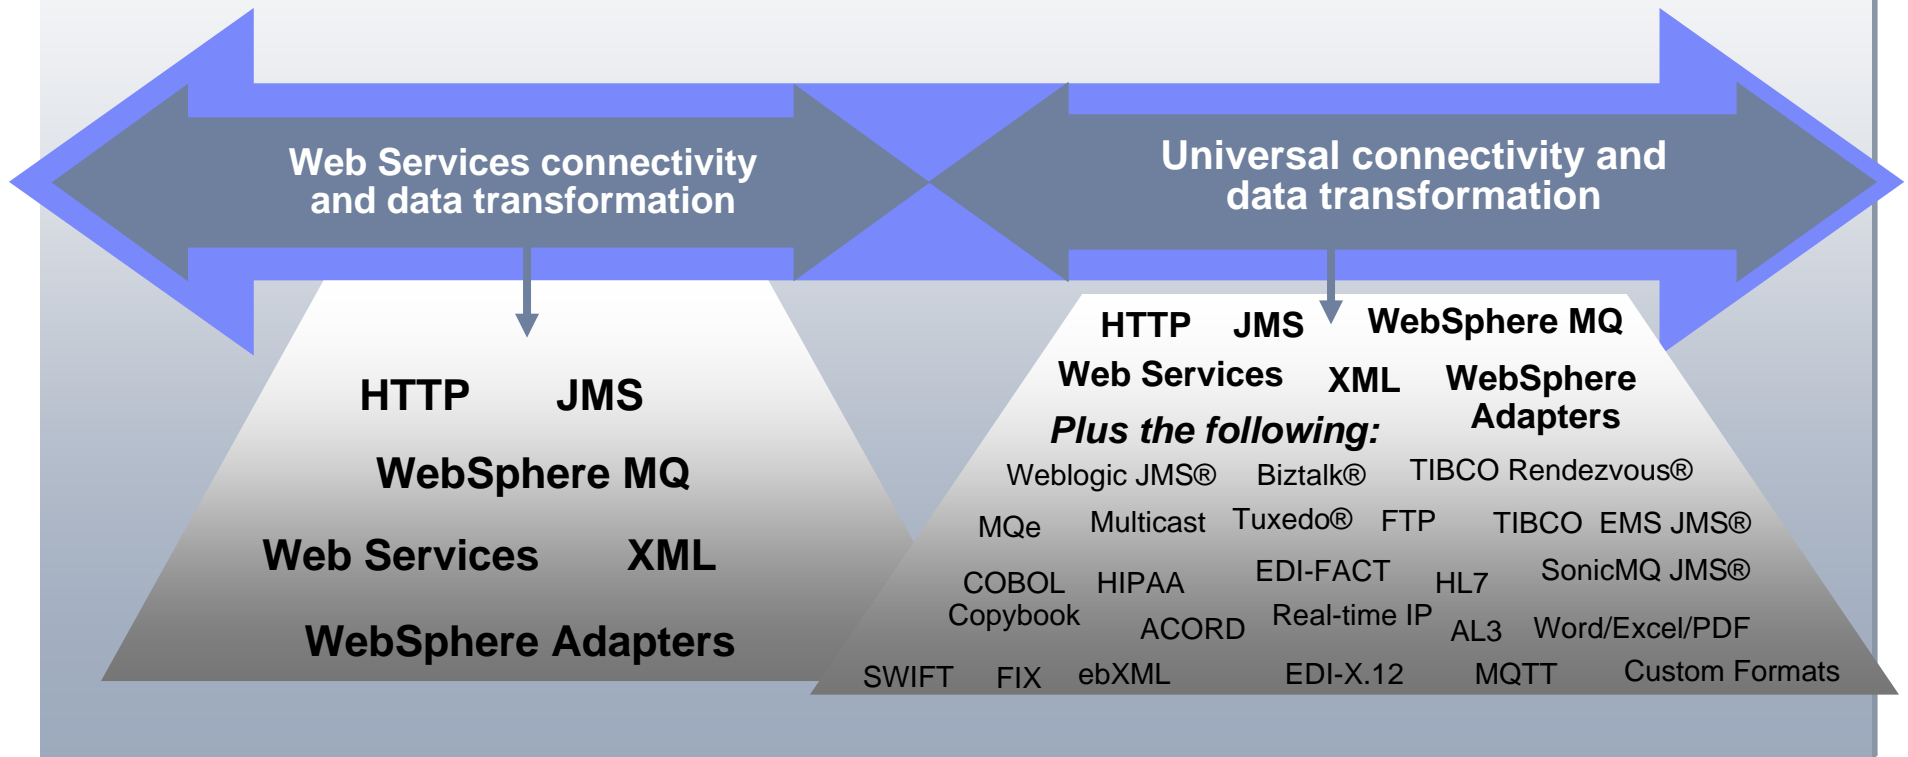 Web Services connectivity
and data transformation
Universal connectivity and
data transformation
HTTP JMS
WebSphere MQ
Web Services XML
WebSphere Adapters
HTTP JMS WebSphere MQ
Web Services XML WebSphere
Adapters
Plus the following:
Weblogic JMS® Biztalk® TIBCO Rendezvous®
MQe Multicast Tuxedo® FTP TIBCO EMS JMS®
COBOL HIPAA EDI-FACT HL7 SonicMQ JMS®
Copybook ACORD Real-time IP AL3 Word/Excel/PDF
SWIFT FIX ebXML EDI-X.12 MQTT Custom Formats